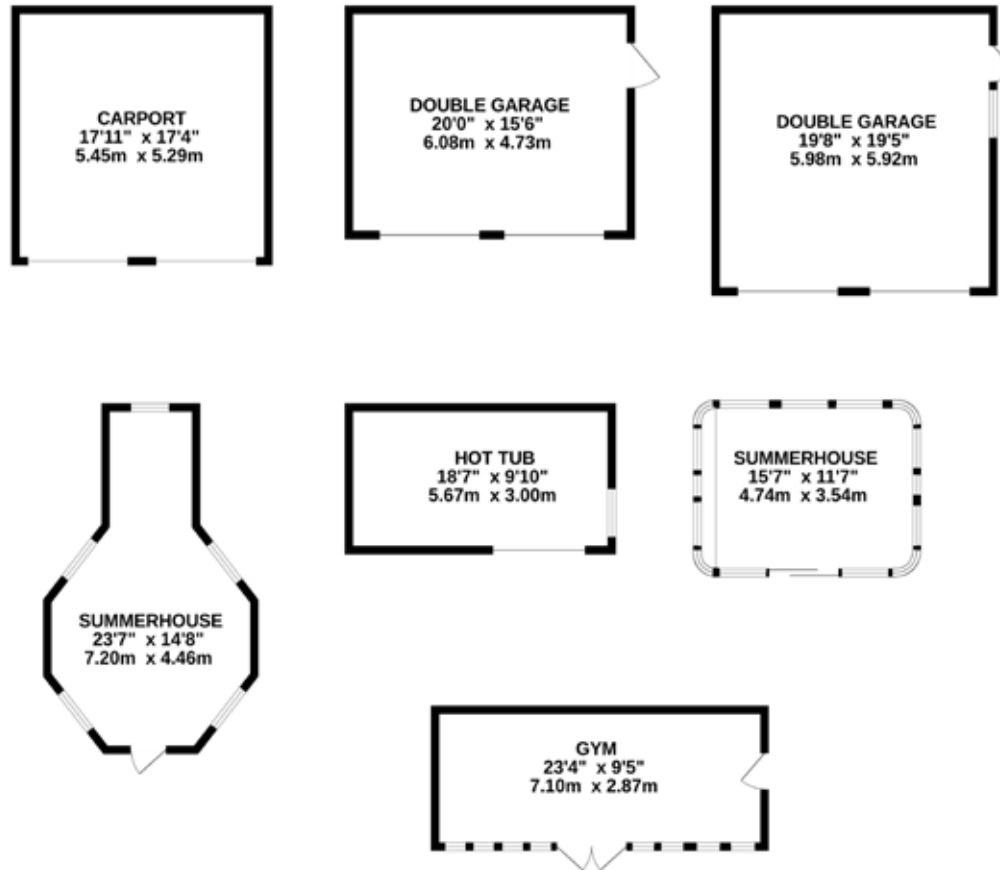 CARPORT
17'11" x 17'4"
5.45m x 5.29m
DOUBLE GARAGE
20'0" x 15'6"
6.08m x 4.73m
DOUBLE GARAGE
19'8" x 19'5"
5.98m x 5.92m
HOT TUB
18'7" x 9'10"
5.67m x 3.00m
SUMMERHOUSE
15'7" x 11'7"
4.74m x 3.54m
SUMMERHOUSE
23'7" x 14'8"
7.20m x 4.46m
GYM
23'4" x 9'5"
7.10m x 2.87m